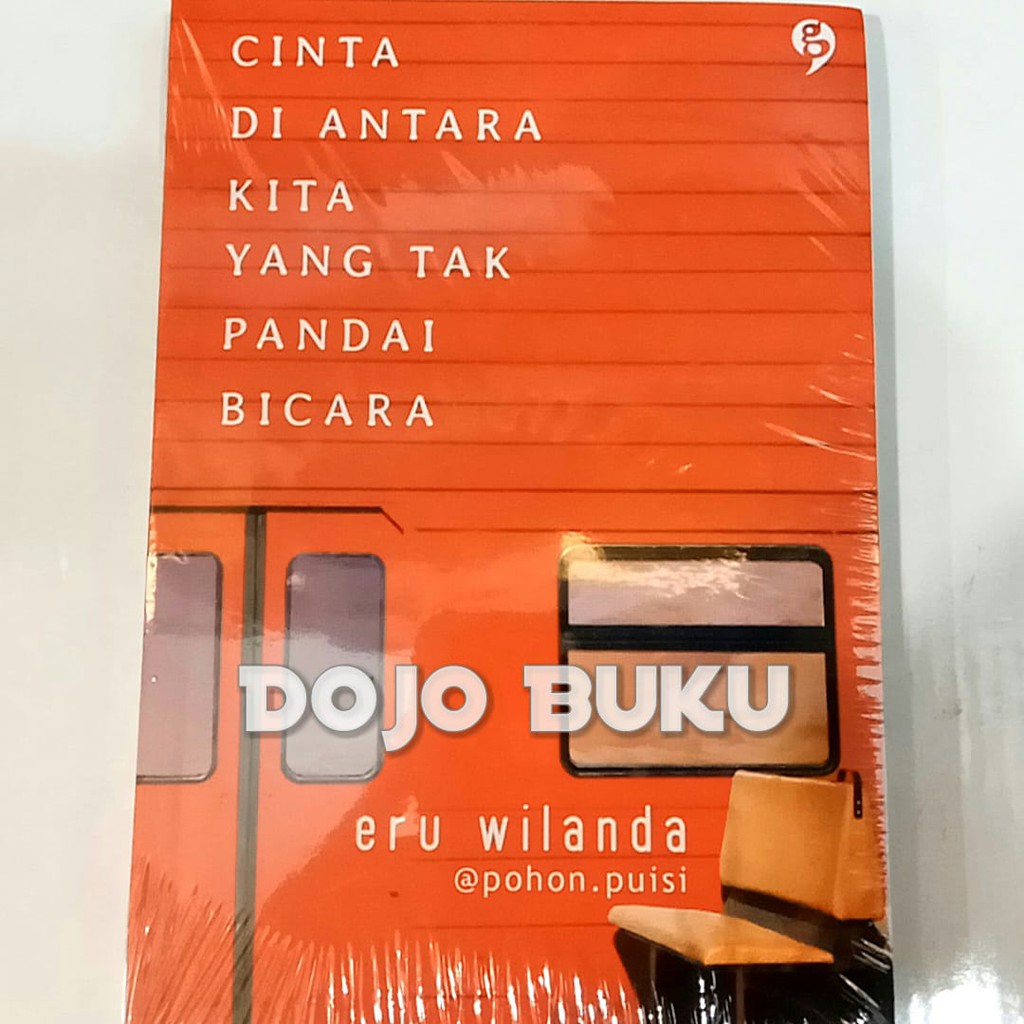 g
CINTA
DI ANTARA
KITA
YANG TAK
PANDAI
BICARA
DOJO BUKU
eru wilanda
@pohon.puisi